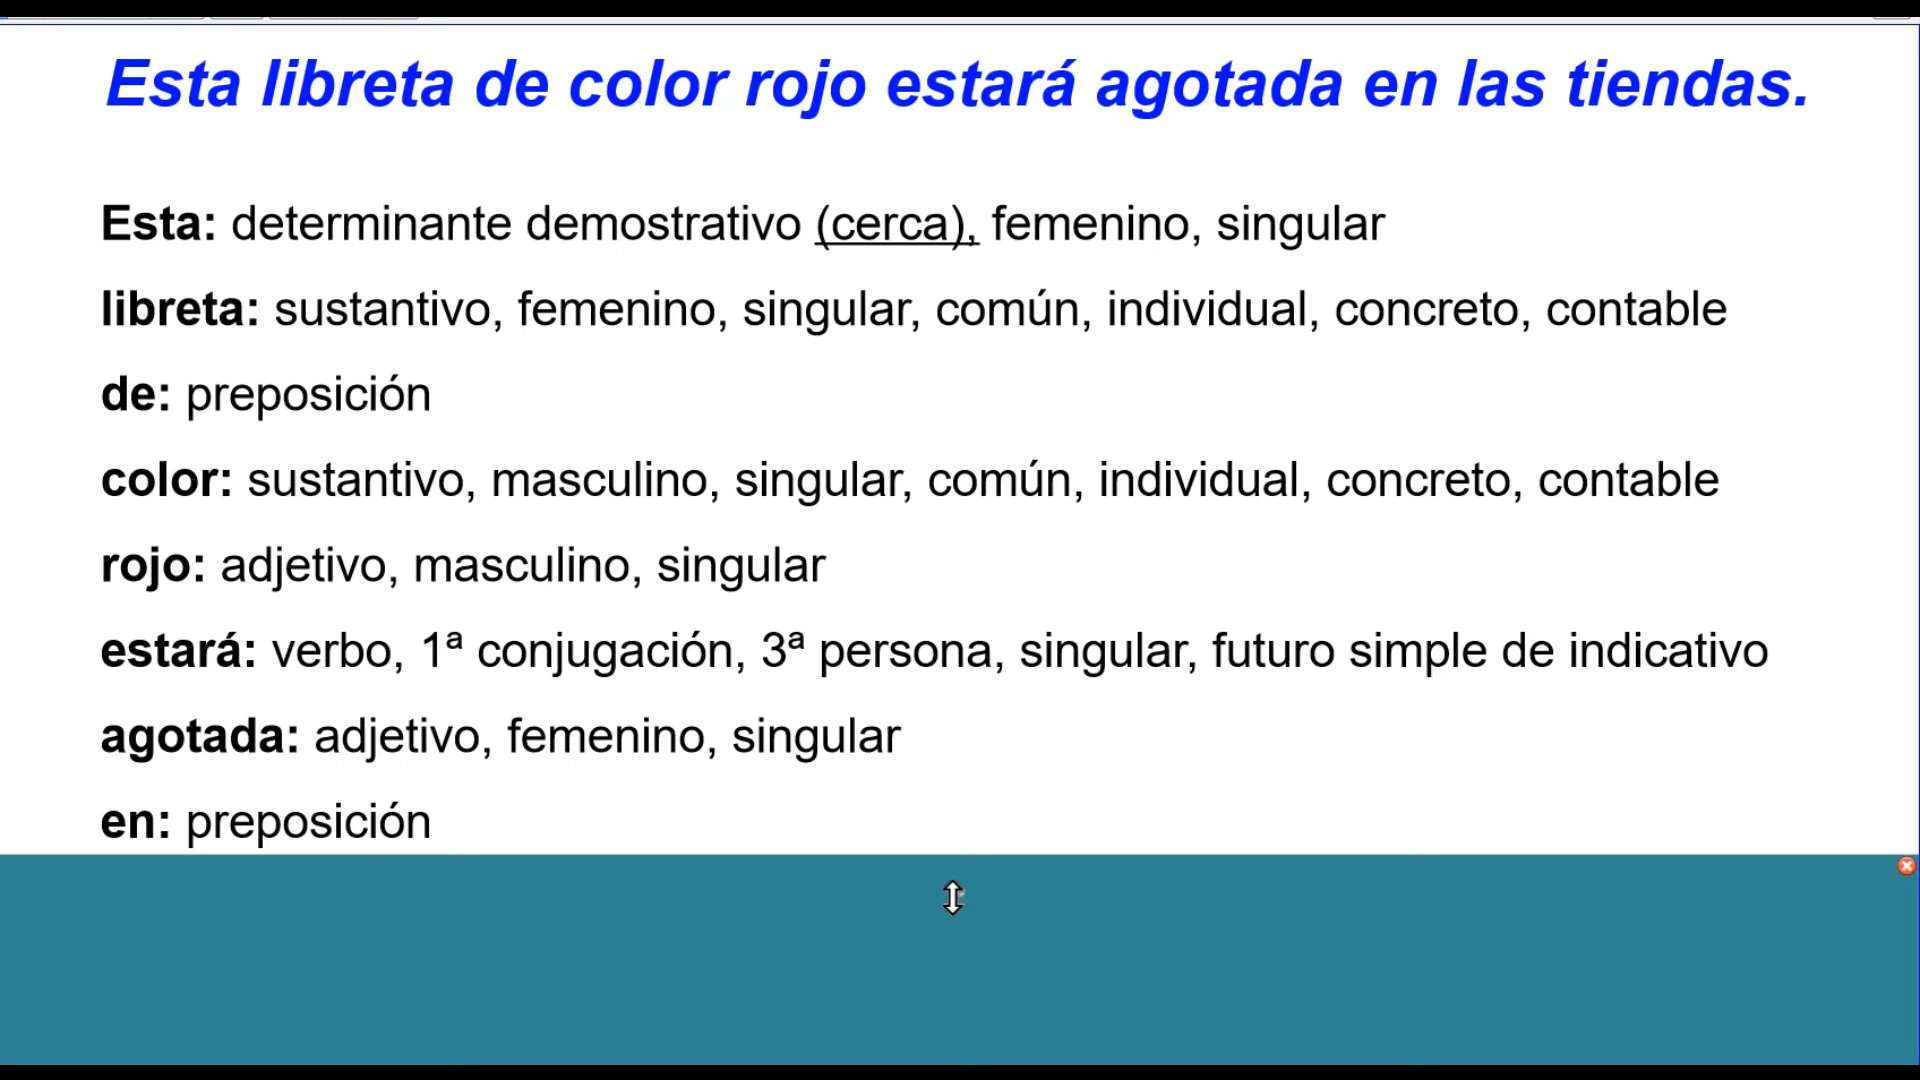 Esta libreta de color rojo estará agotada en las tiendas.
Esta: determinante demostrativo (cerca), femenino, singular
libreta: sustantivo, femenino, singular, común, individual, concreto, contable
de: preposición
color: sustantivo, masculino, singular, común, individual, concreto, contable
rojo: adjetivo, masculino, singular
estará: verbo, 1ª conjugación, 3ª persona, singular, futuro simple de indicativo
agotada: adjetivo, femenino, singular
en: preposición